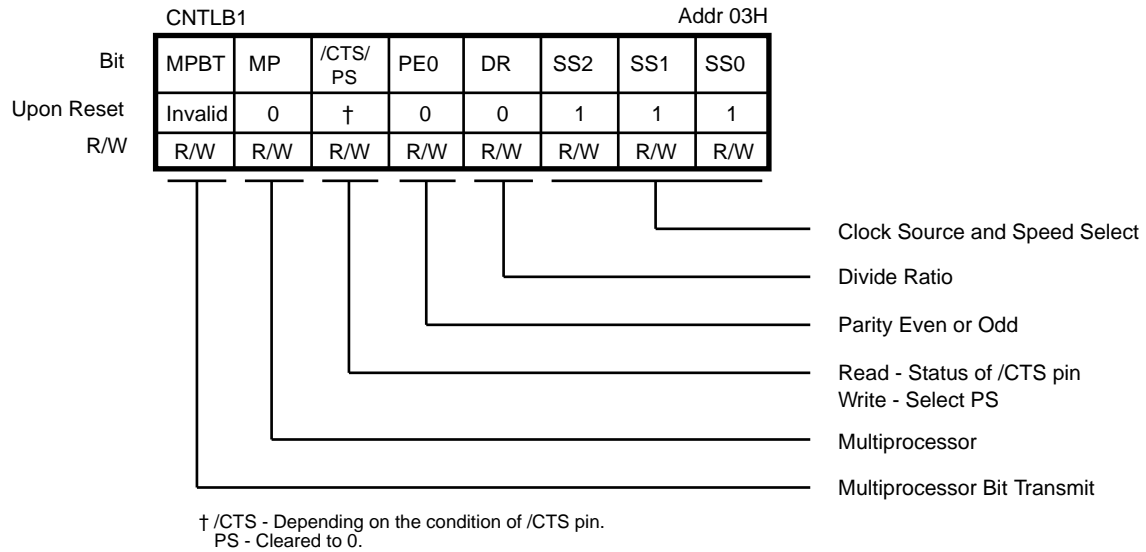 CNTLB1 Addr 03H
Bit MPBT MP /CTS/ PS PE0 DR SS2 SS1 SS0
Upon Reset Invalid 0 † 0 0 1 1 1
R/W R/W R/W R/W R/W R/W R/W R/W R/W
Clock Source and Speed Select
Divide Ratio
Parity Even or Odd
Read - Status of /CTS pin
Write - Select PS
Multiprocessor
Multiprocessor Bit Transmit
† /CTS - Depending on the condition of /CTS pin.
PS - Cleared to 0.